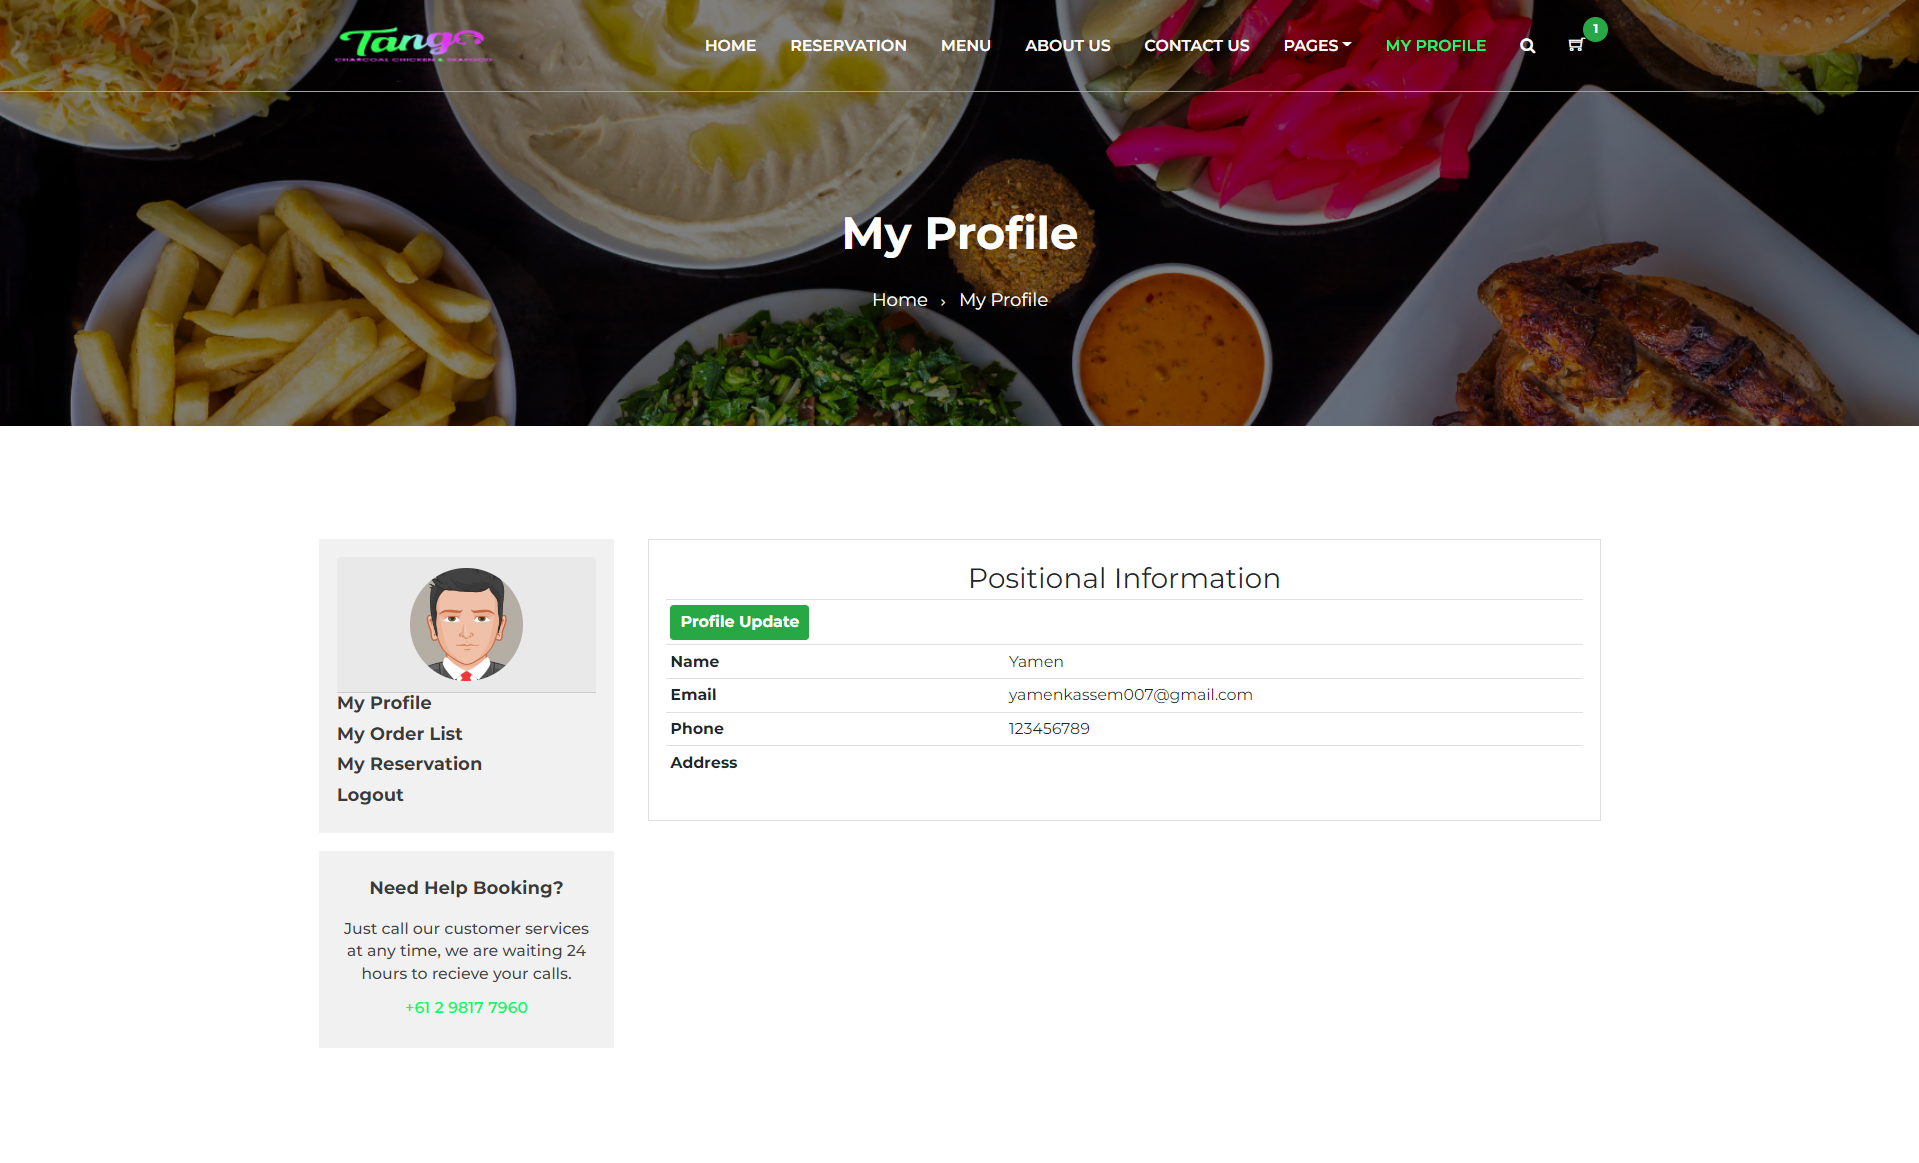 Tango
CHARCOAL CHICKEN & SEAFOOD
HOME RESERVATION MENU ABOUT US CONTACT US PAGES MY PROFILE 1
My Profile
Home › My Profile
My Profile
My Order List
My Reservation
Logout
Need Help Booking?
Just call our customer services
at any time, we are waiting 24
hours to recieve your calls.
+61 2 9817 7960
Positional Information
Profile Update
Name Yamen
Email yamenkassem007@gmail.com
Phone 123456789
Address